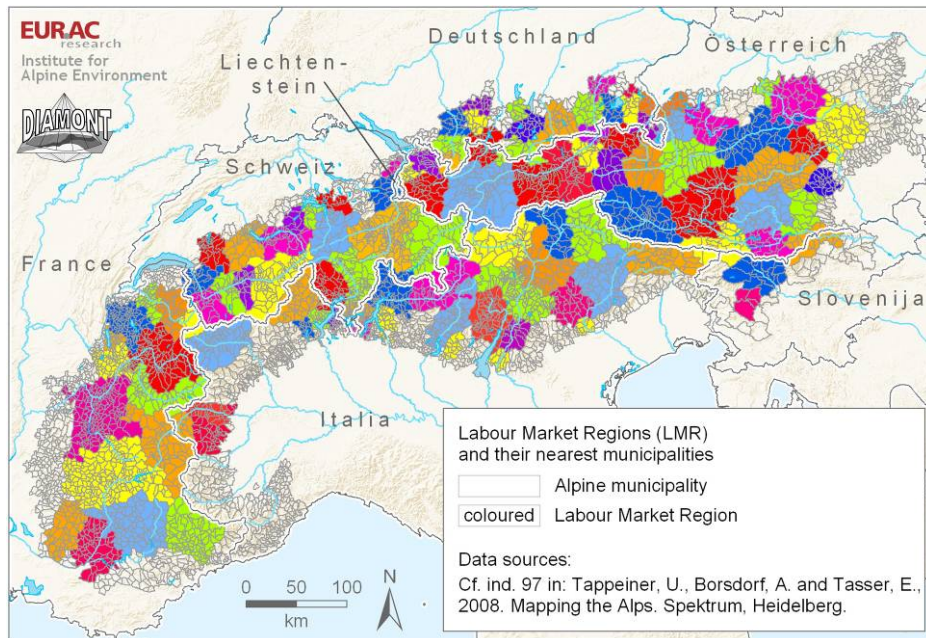 EURAC
research
Institute for
Alpine Environment
DIAMONT
Deutschland
Österreich
Liechten-
stein
Schweiz
France
Slovenija
Italia
Labour Market Regions (LMR)
and their nearest municipalities
Alpine municipality
coloured Labour Market Region
Data sources:
Cf. ind. 97 in: Tappeiner, U., Borsdorf, A. and Tasser, E.,
2008. Mapping the Alps. Spektrum, Heidelberg.
0 50 100
km
N